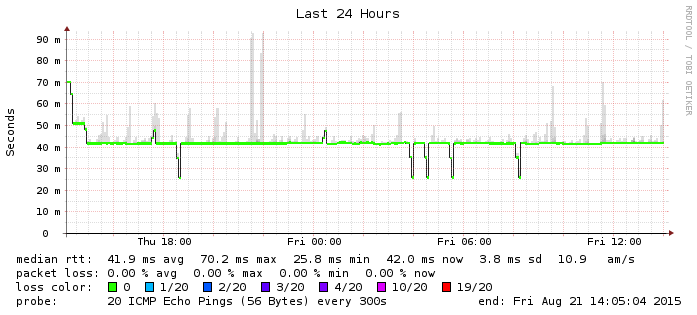 Last 24 Hours
RRDTOOL / TOBI OETIKER
Seconds
90 m
80 m
70 m
60 m
50 m
40 m
30 m
20 m
10 m
0
Thu 18:00 Fri 00:00 Fri 06:00 Fri 12:00
median rtt: 41.9 ms avg 70.2 ms max 25.8 ms min 42.0 ms now 3.8 ms sd 10.9 am/s
packet loss: 0.00 % avg 0.00 % max 0.00 % min 0.00 % now
loss color: 0 1/20 2/20 3/20 4/20 10/20 19/20
probe: 20 ICMP Echo Pings (56 Bytes) every 300s end: Fri Aug 21 14:05:04 2015